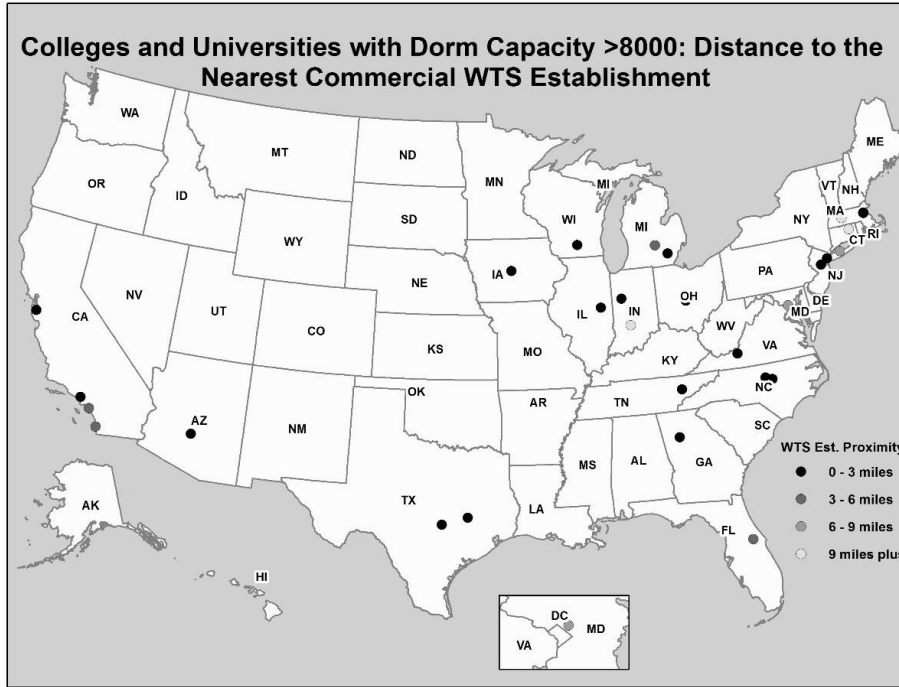 Colleges and Universities with Dorm Capacity >8000: Distance to the
Nearest Commercial WTS Establishment
WA
MT
ND
MN
ME
OR
ID
SD
WI
MI
MI
VT
NH
NY
MA
RI
CT
WY
IA
NE
PA
NJ
NV
UT
CO
IL
IN
OH
DE
MD
CA
KS
MO
WV
VA
KY
OK
AR
TN
NC
AZ
NM
SC
MS
AL
GA
WTS Est. Proximity
0 - 3 miles
TX
LA
3 - 6 miles
AK
FL
6 - 9 miles
9 miles plus
HI
DC
VA
MD